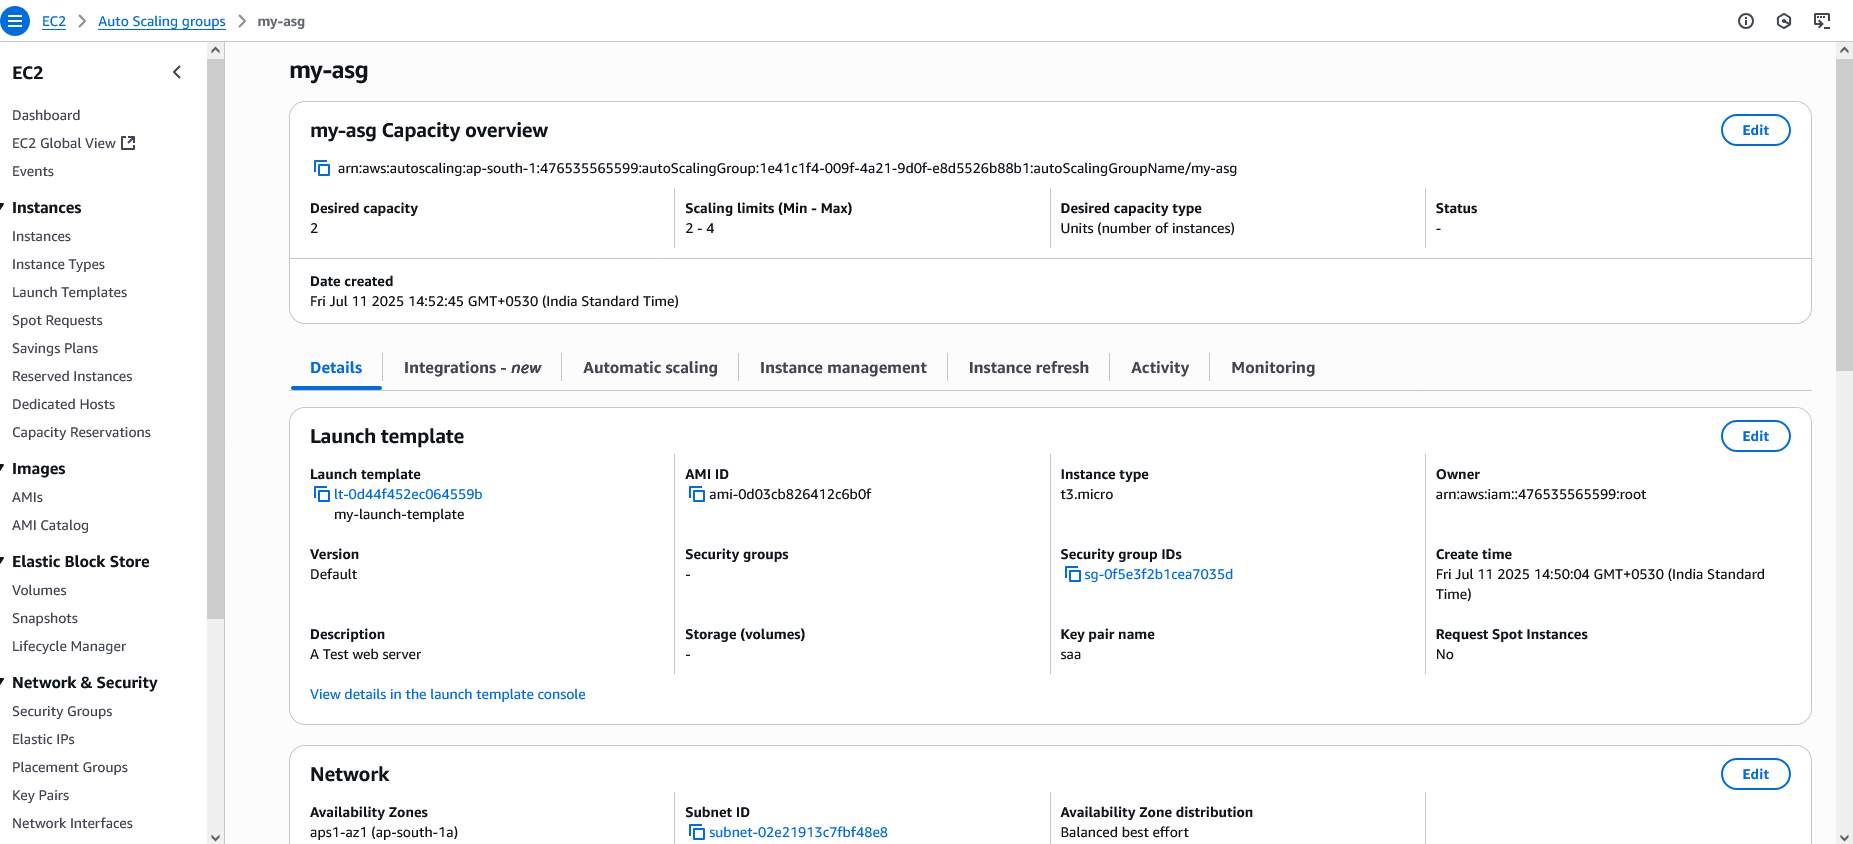 EC2 > Auto Scaling groups > my-asg
EC2
Dashboard
EC2 Global View
Events
Instances
Instances
Instance Types
Launch Templates
Spot Requests
Savings Plans
Reserved Instances
Dedicated Hosts
Capacity Reservations
Images
AMIs
AMI Catalog
Elastic Block Store
Volumes
Snapshots
Lifecycle Manager
Network & Security
Security Groups
Elastic IPs
Placement Groups
Key Pairs
Network Interfaces
my-asg
my-asg Capacity overview
Edit
arn:aws:autoscaling:ap-south-1:476535565599:autoScalingGroup:1e41c1f4-009f-4a21-9d0f-e8d5526b88b1:autoScalingGroupName/my-asg
Desired capacity
2
Scaling limits (Min - Max)
2 - 4
Desired capacity type
Units (number of instances)
Status
-
Date created
Fri Jul 11 2025 14:52:45 GMT+0530 (India Standard Time)
Details
Integrations - new
Automatic scaling
Instance management
Instance refresh
Activity
Monitoring
Launch template
Edit
Launch template
lt-0d44f452ec064559b
my-launch-template
AMI ID
ami-0d03cb826412c6b0f
Instance type
t3.micro
Owner
arn:aws:iam::476535565599:root
Version
Default
Security groups
-
Security group IDs
sg-0f5e3f2b1cea7035d
Create time
Fri Jul 11 2025 14:50:04 GMT+0530 (India Standard
Time)
Description
A Test web server
Storage (volumes)
-
Key pair name
saa
Request Spot Instances
No
View details in the launch template console
Network
Edit
Availability Zones
aps1-az1 (ap-south-1a)
Subnet ID
subnet-02e21913c7fbf48e8
Availability Zone distribution
Balanced best effort